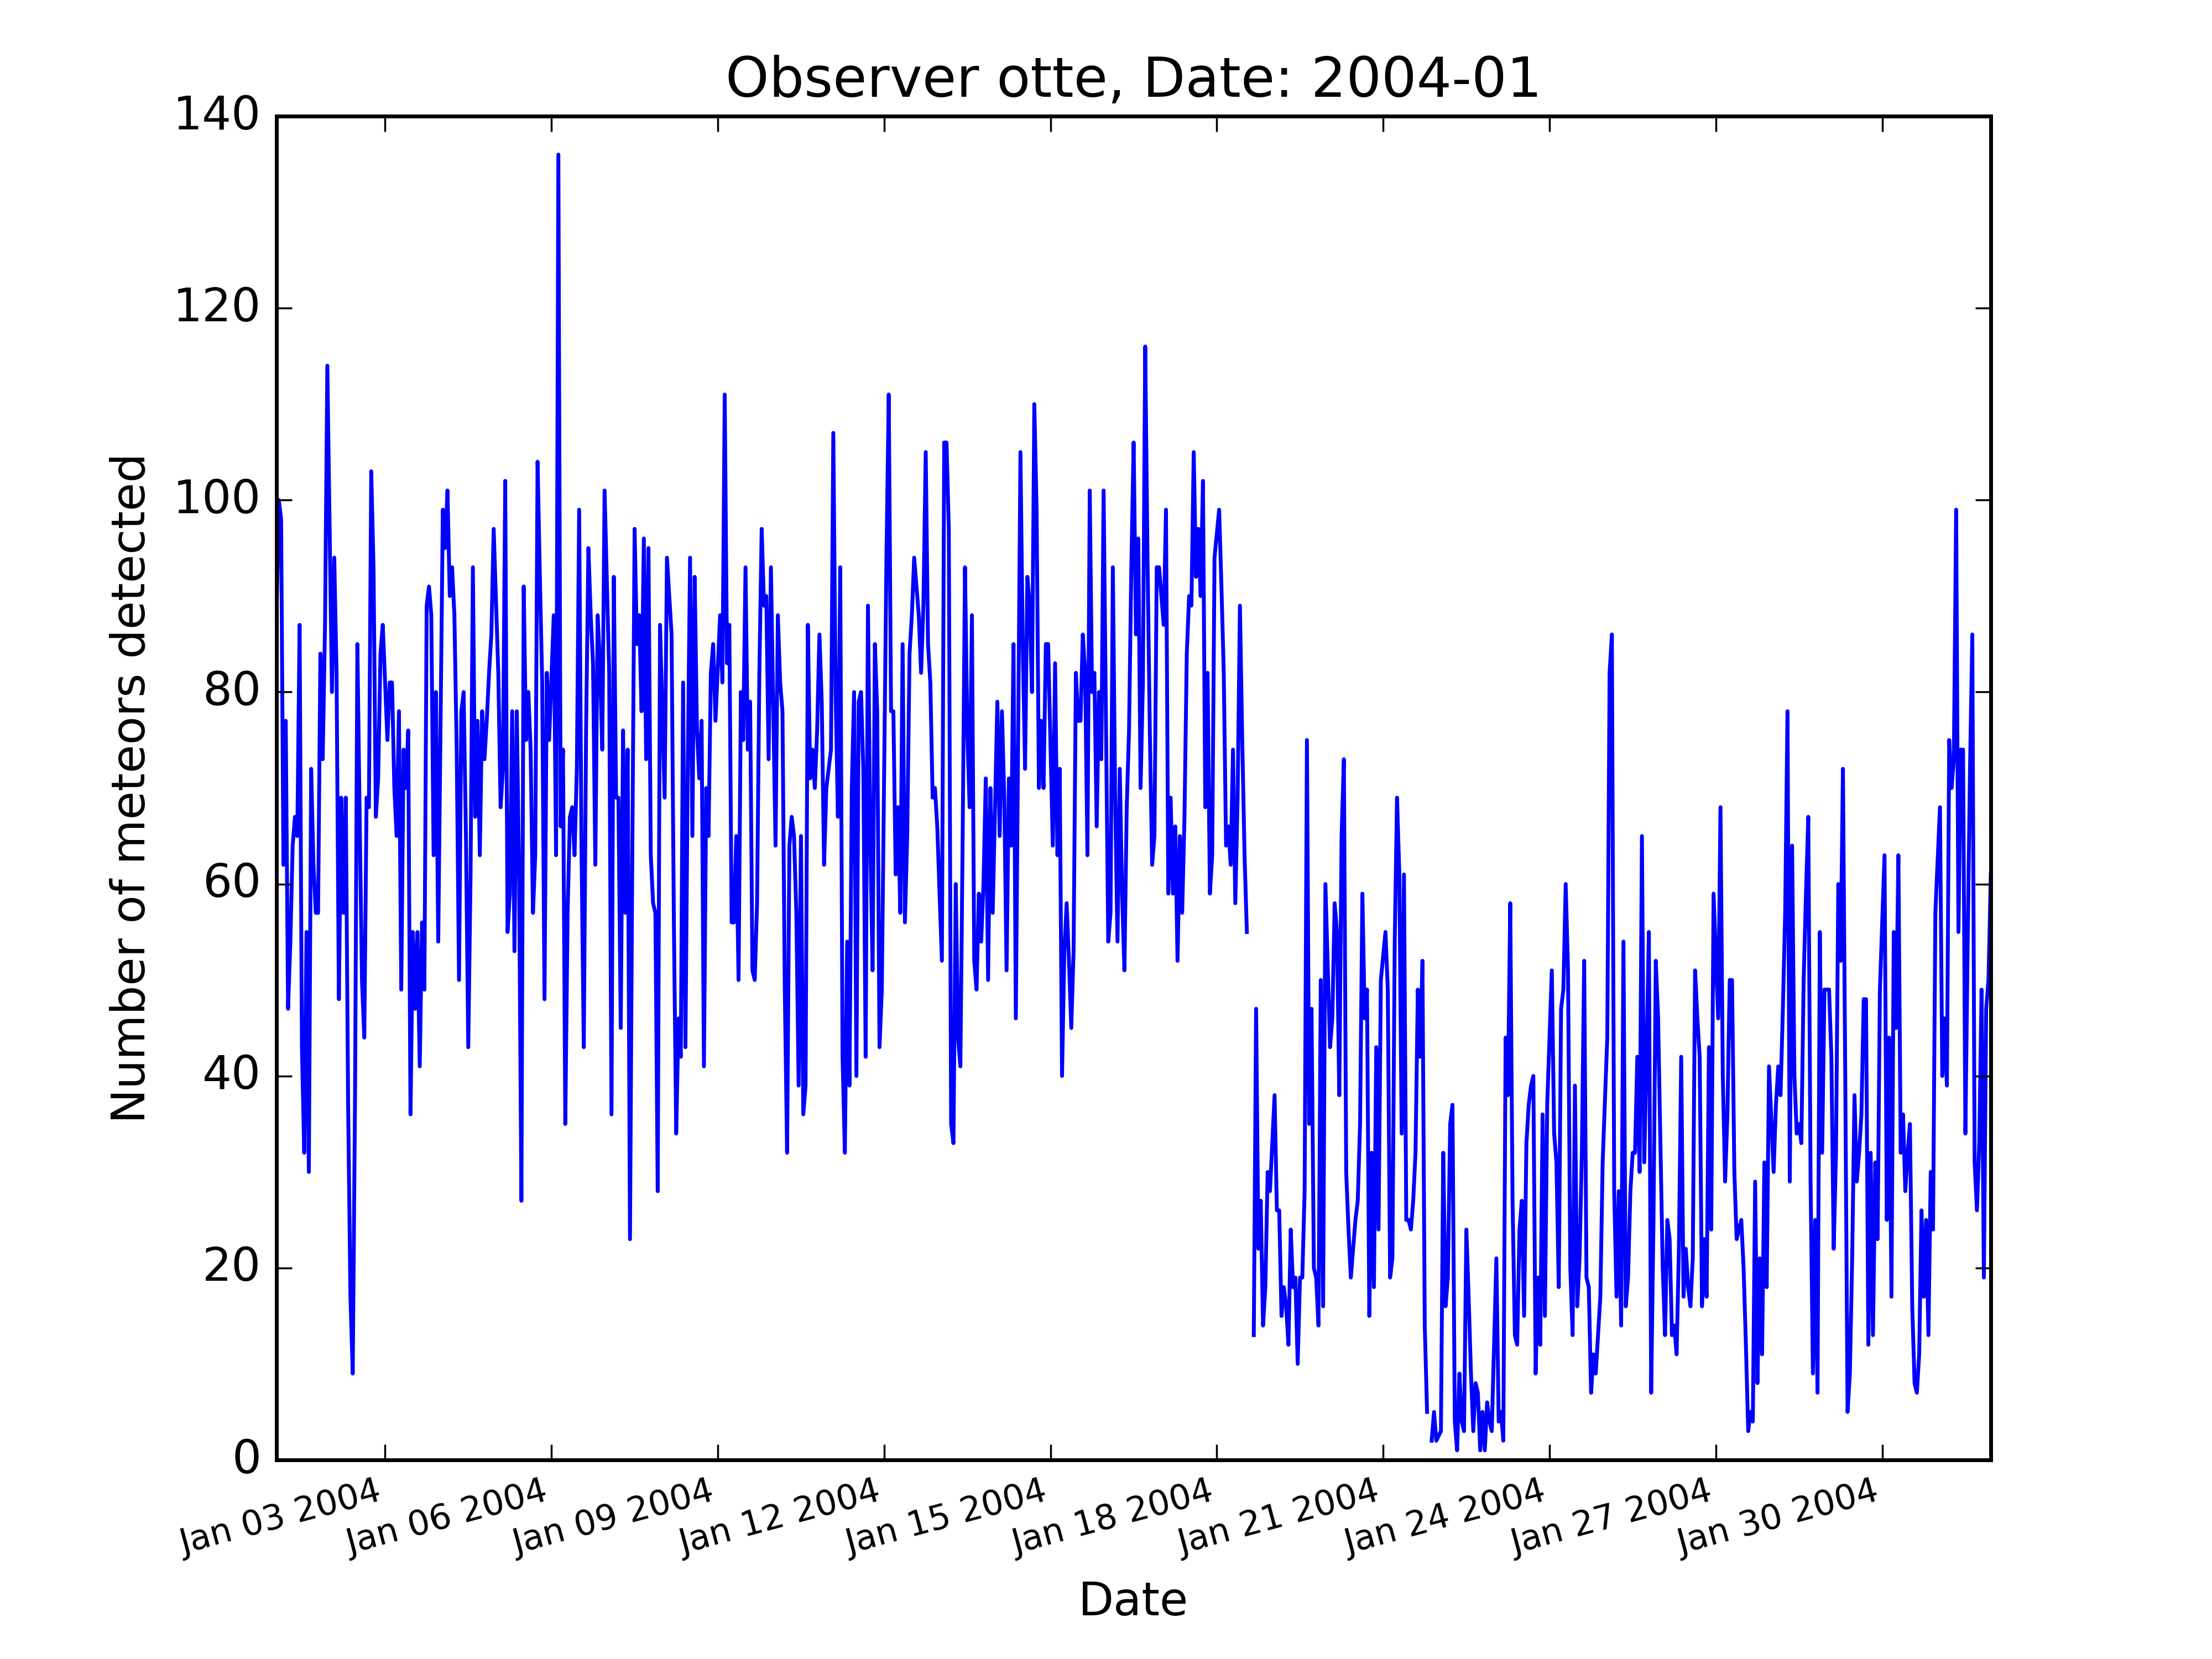 Observer otte, Date: 2004-01
140
120
100
80
60
40
20
0
Number of meteors detected
Jan 03 2004
Jan 06 2004
Jan 09 2004
Jan 12 2004
Jan 15 2004
Jan 18 2004
Jan 21 2004
Jan 24 2004
Jan 27 2004
Jan 30 2004
Date